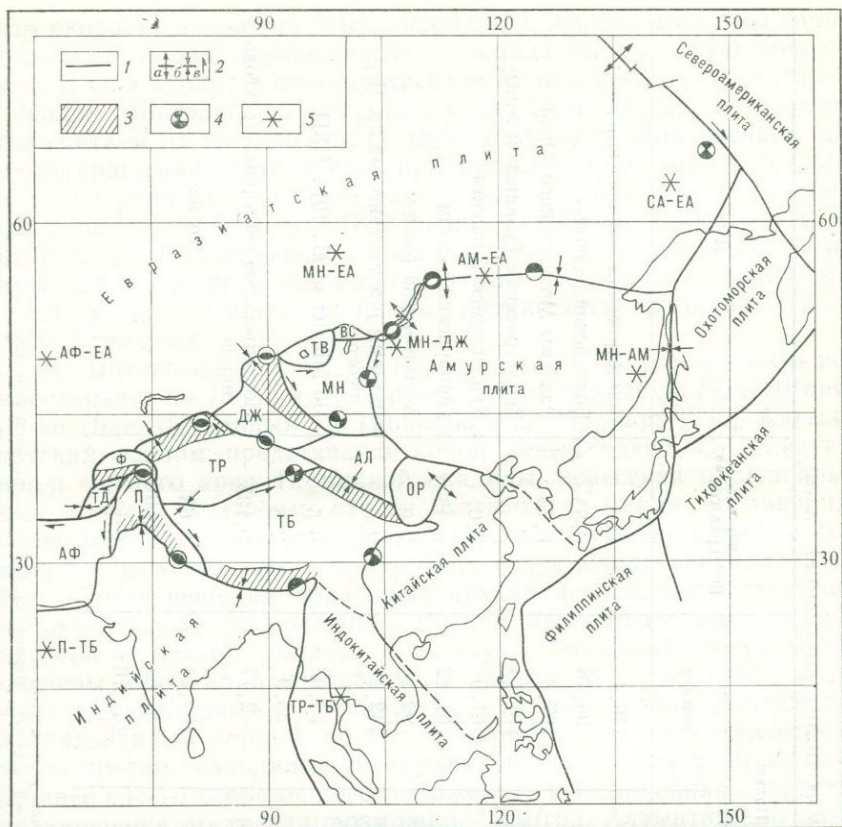 90
120
150
1
а б в
2
3
4
5
Североамериканская
плита
Евразиатская плита
60
60
СА-ЕА
МН-ЕА
АМ-ЕА
Охотоморская
плита
АФ-ЕА
ТВ
ВС
МН-ДЖ
МН-АМ
Амурская
плита
МН
ДЖ
Ф
ТР
АЛ
ТД
П
ОР
Тихоокеанская
плита
ТБ
АФ
30
30
Китайская плита
Филиппинская
плита
П-ТБ
Индийская
плита
Индокитайская
плита
ТР-ТБ
90
120
150